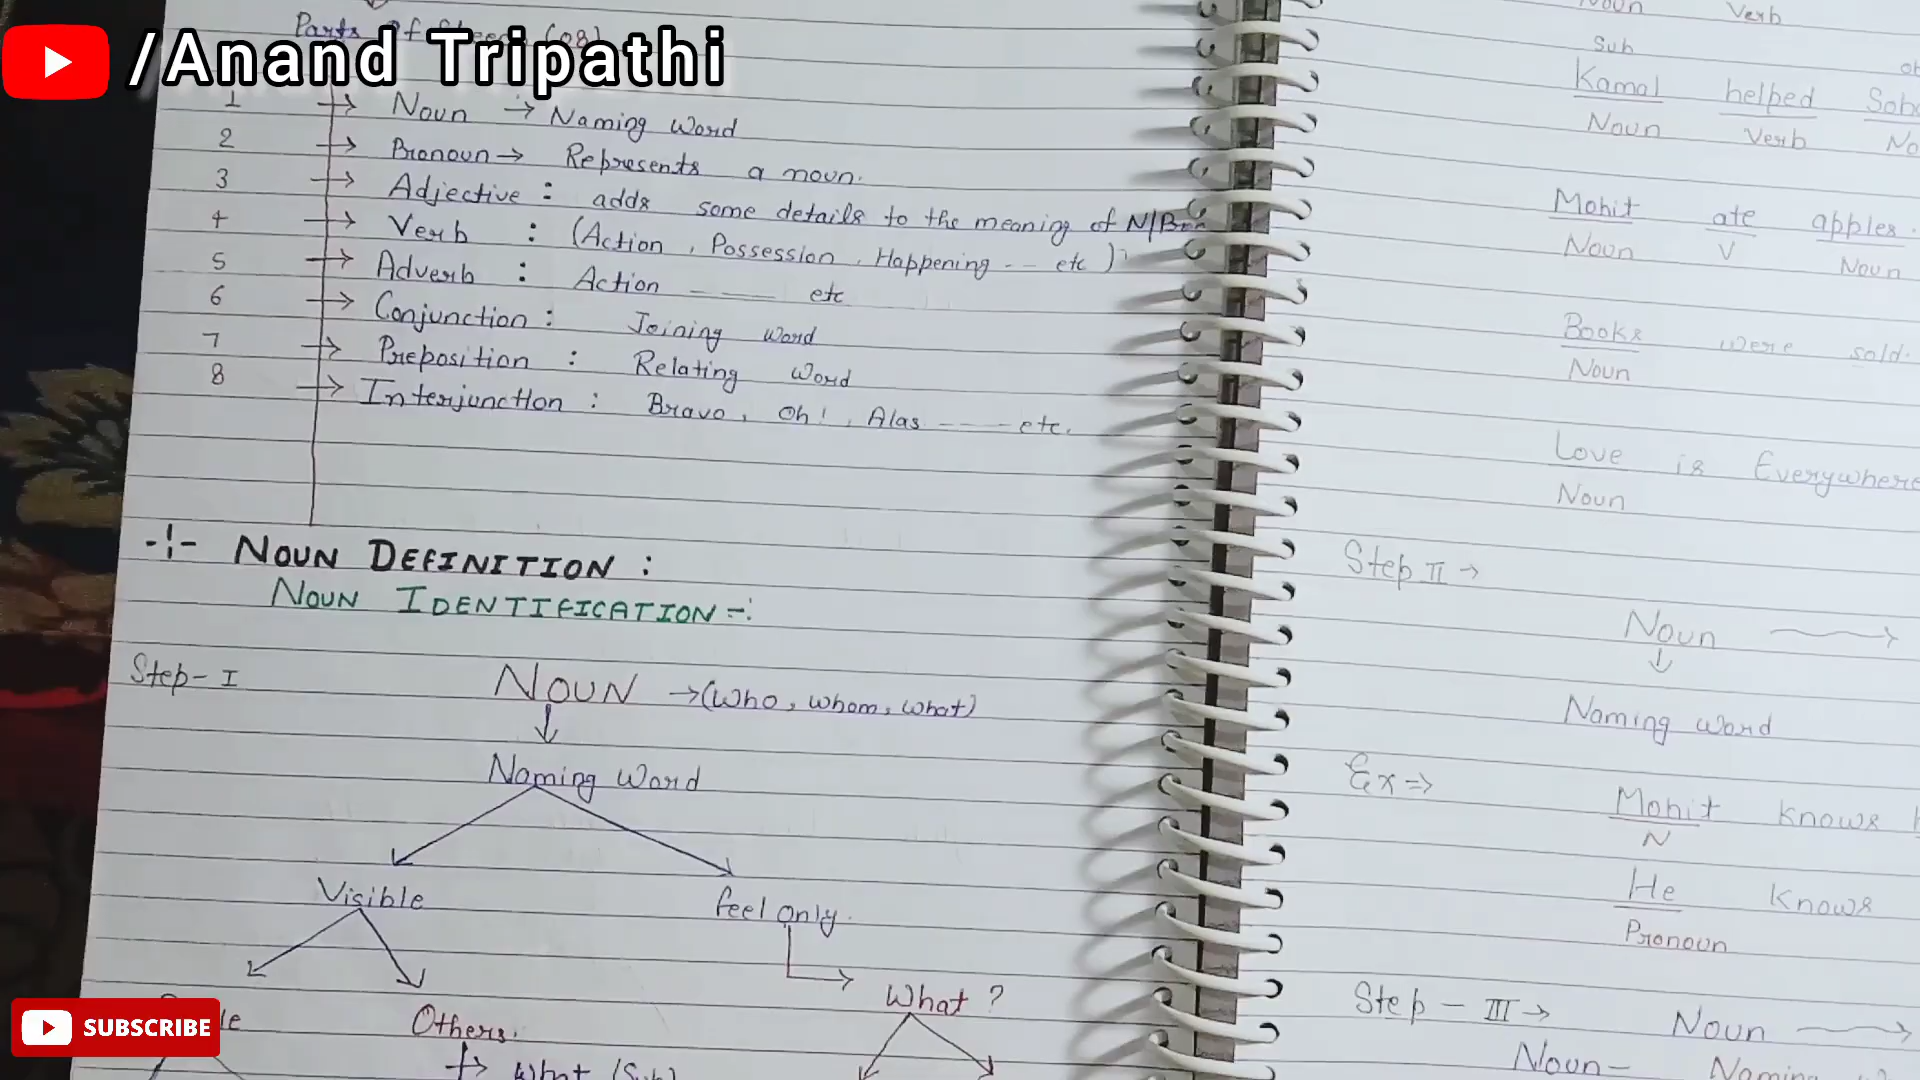 /Anand Tripathi
Parts Of Speech (08)
1 → Noun → Naming Word
2 → Pronoun → Represents a noun.
3 → Adjective : adds some details to the meaning of N/
4 → Verb : (Action, Possession, Happening -- etc)
5 → Adverb : Action ---- etc
6 → Conjunction : Joining word
7 → Preposition : Relating word
8 → Interjunction : Bravo, Oh!, Alas ---- etc.
NOUN DEFINITION :
NOUN IDENTIFICATION -:
Step-I NOUN → (Who, whom, what)
Naming Word
Visible feel only.
What ?
Others.
→ What (Sub)
SUBSCRIBE
Noun Verb
Sub
Kamal helped
Noun Verb
Mohit ate apples.
Noun V Noun
Books were sold.
Noun
Love is Everywhere
Noun
Step II →
Noun →
Naming word
Ex ⇒ Mohit knows
N
He knows
Pronoun
Step - III → Noun →
Noun-